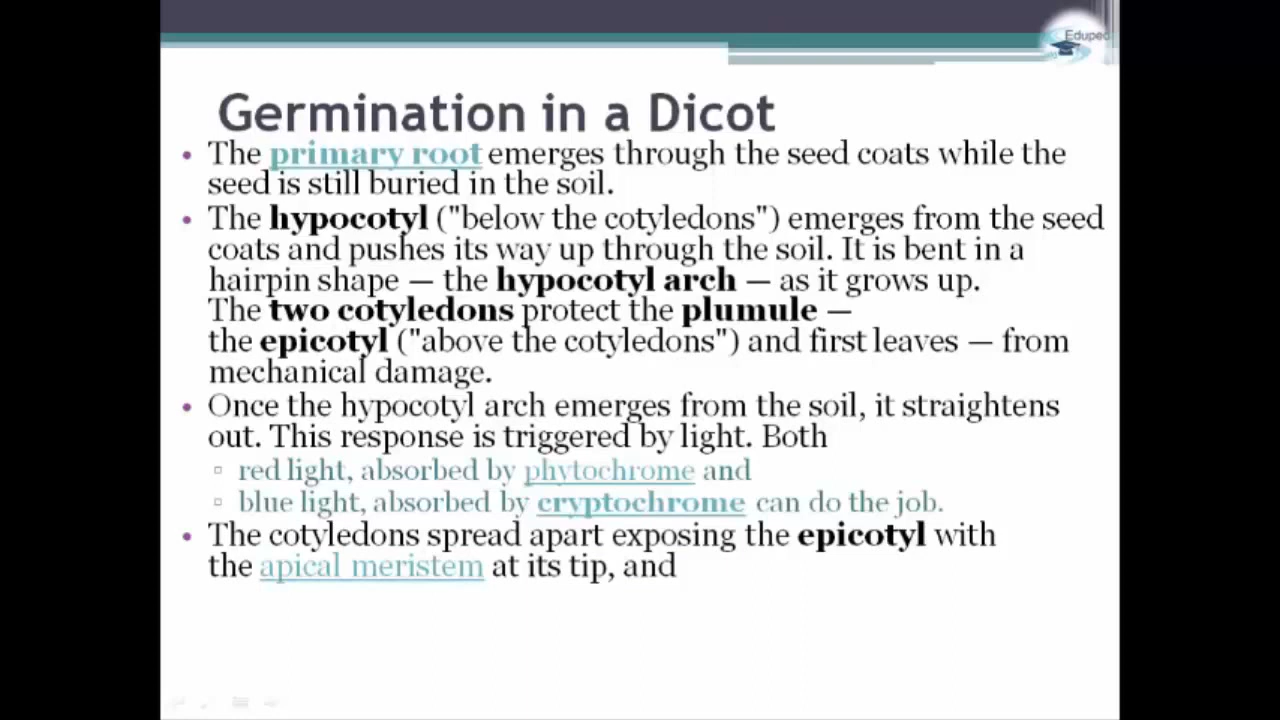 Eduped
Germination in a Dicot
• The primary root emerges through the seed coats while the
seed is still buried in the soil.
• The hypocotyl ("below the cotyledons") emerges from the seed
coats and pushes its way up through the soil. It is bent in a
hairpin shape — the hypocotyl arch — as it grows up.
The two cotyledons protect the plumule —
the epicotyl ("above the cotyledons") and first leaves — from
mechanical damage.
• Once the hypocotyl arch emerges from the soil, it straightens
out. This response is triggered by light. Both
▫ red light, absorbed by phytochrome and
▫ blue light, absorbed by cryptochrome can do the job.
• The cotyledons spread apart exposing the epicotyl with
the apical meristem at its tip, and